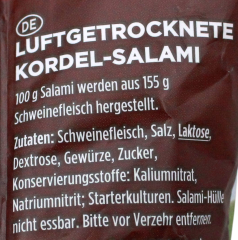 DE
LUFTGETROCKNETE
KORDEL-SALAMI
100 g Salami werden aus 155 g
Schweinefleisch hergestellt.
Zutaten: Schweinefleisch, Salz, Laktose,
Dextrose, Gewürze, Zucker,
Konservierungsstoffe: Kaliumnitrat,
Natriumnitrit; Starterkulturen. Salami-Hülle
nicht essbar. Bitte vor Verzehr entfernen.